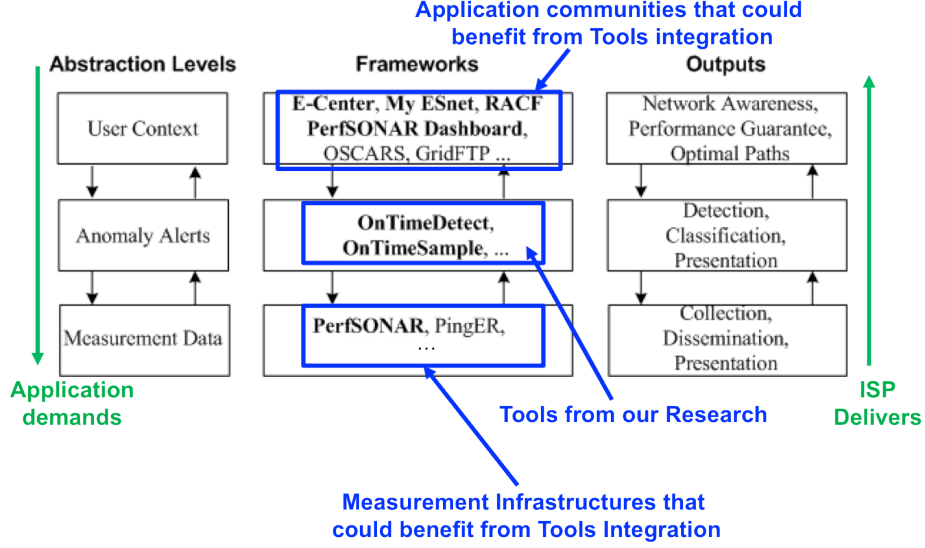 Application communities that could
benefit from Tools integration
Abstraction Levels
Frameworks
Outputs
User Context
E-Center, My ESnet, RACF
PerfSONAR Dashboard,
OSCARS, GridFTP ...
Network Awareness,
Performance Guarantee,
Optimal Paths
Anomaly Alerts
OnTimeDetect,
OnTimeSample, ...
Detection,
Classification,
Presentation
Measurement Data
PerfSONAR, PingER,
...
Collection,
Dissemination,
Presentation
Application
demands
Tools from our Research
ISP
Delivers
Measurement Infrastructures that
could benefit from Tools Integration